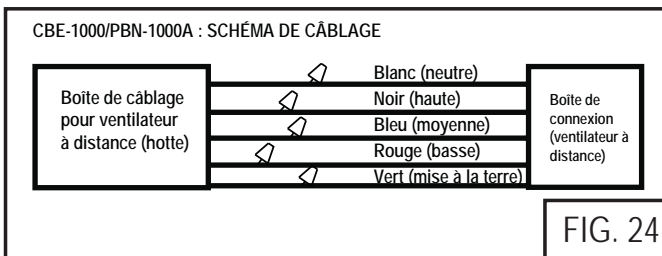 CBE-1000/PBN-1000A : SCHÉMA DE CÂBLAGE
Boîte de câblage
pour ventilateur
à distance (hotte)
Blanc (neutre)
Noir (haute)
Bleu (moyenne)
Rouge (basse)
Vert (mise à la terre)
Boîte de
connexion
(ventilateur à
distance)
FIG. 24